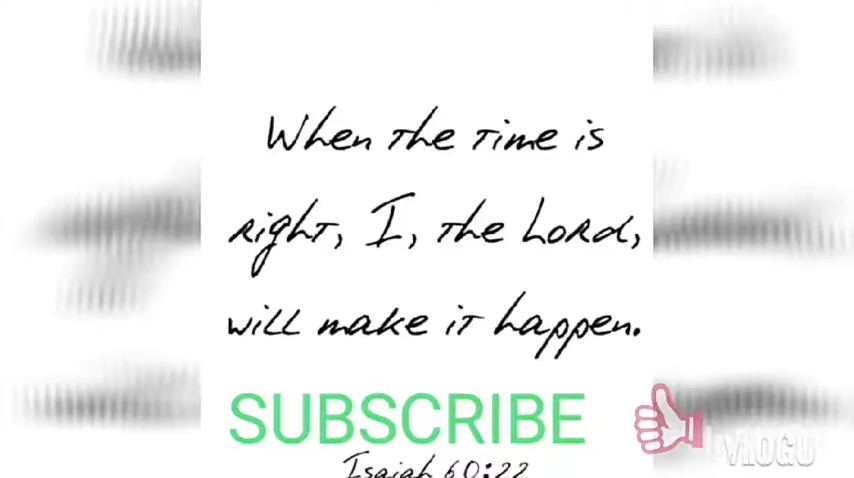 When the time is
right, I, the Lord,
will make it happen.
SUBSCRIBE
Isaiah 60:22